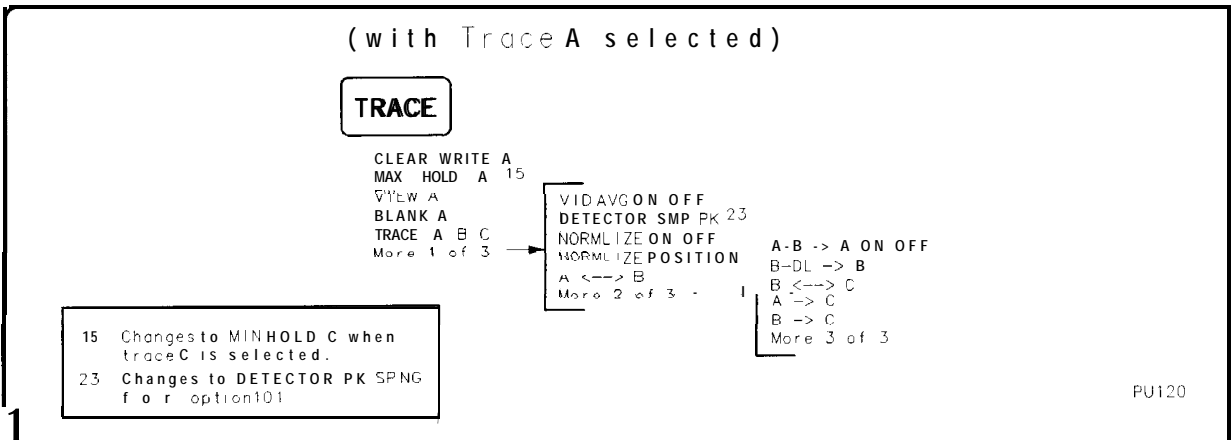 (with Trace A selected)
TRACE
CLEAR WRITE A
MAX HOLD A 15
VIEW A
BLANK A
TRACE A B C
More 1 of 3
VID AVG ON OFF
DETECTOR SMP PK 23
NORMLIZE ON OFF
NORMLIZE POSITION
A <--> B
More 2 of 3
A-B -> A ON OFF
B-DL -> B
B <--> C
A -> C
B -> C
More 3 of 3
15 Changes to MIN HOLD C when
trace C is selected.
23 Changes to DETECTOR PK SP NG
for option 101
PU120
1